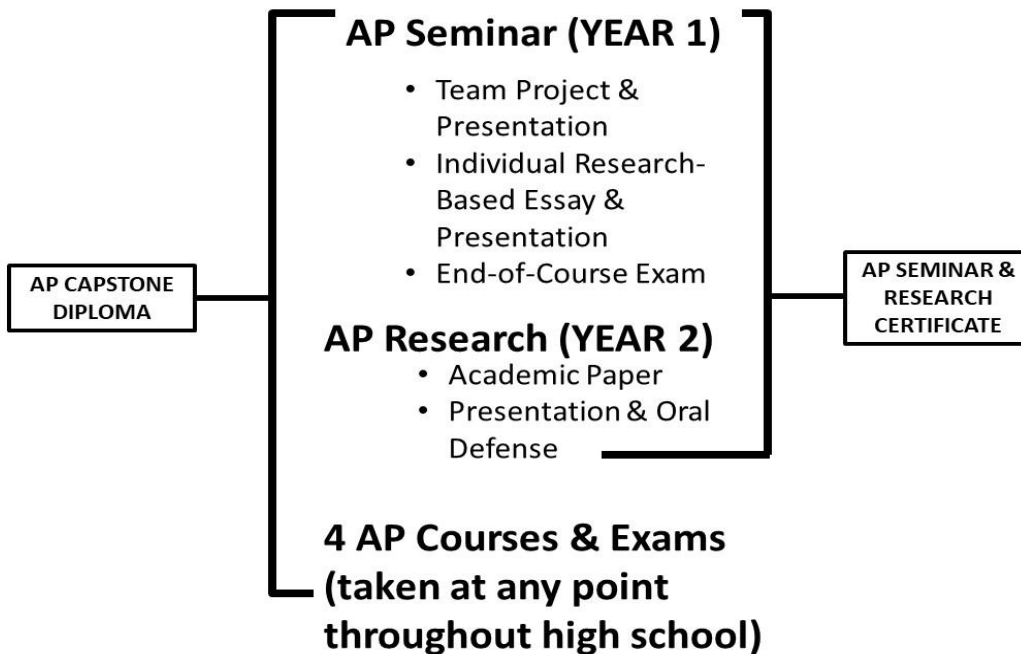 AP Seminar (YEAR 1)
• Team Project &
Presentation
• Individual Research-
Based Essay &
Presentation
• End-of-Course Exam
AP CAPSTONE
DIPLOMA
AP SEMINAR &
RESEARCH
CERTIFICATE
AP Research (YEAR 2)
• Academic Paper
• Presentation & Oral
Defense
4 AP Courses & Exams
(taken at any point
throughout high school)